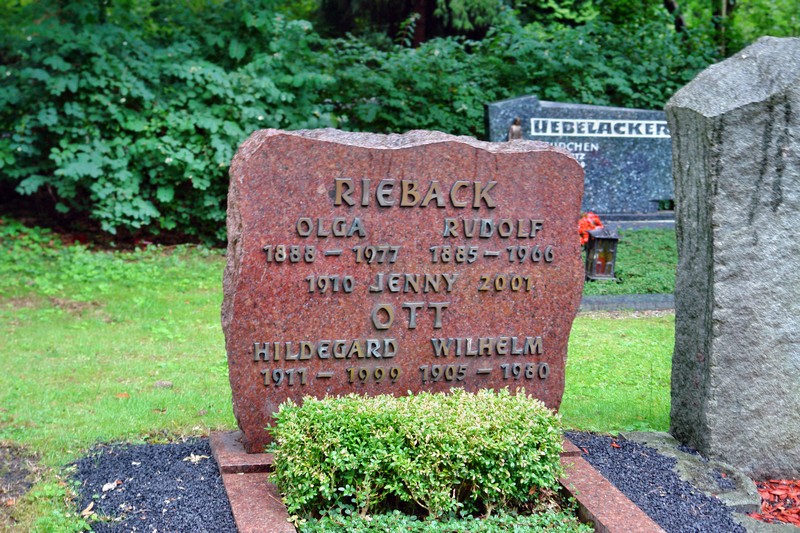 RIEBACK
OLGA RUDOLF
1888 – 1977 1885 – 1966
1910 JENNY 2001
OTT
HILDEGARD WILHELM
1911 – 1999 1905 – 1980
UEBELACKER